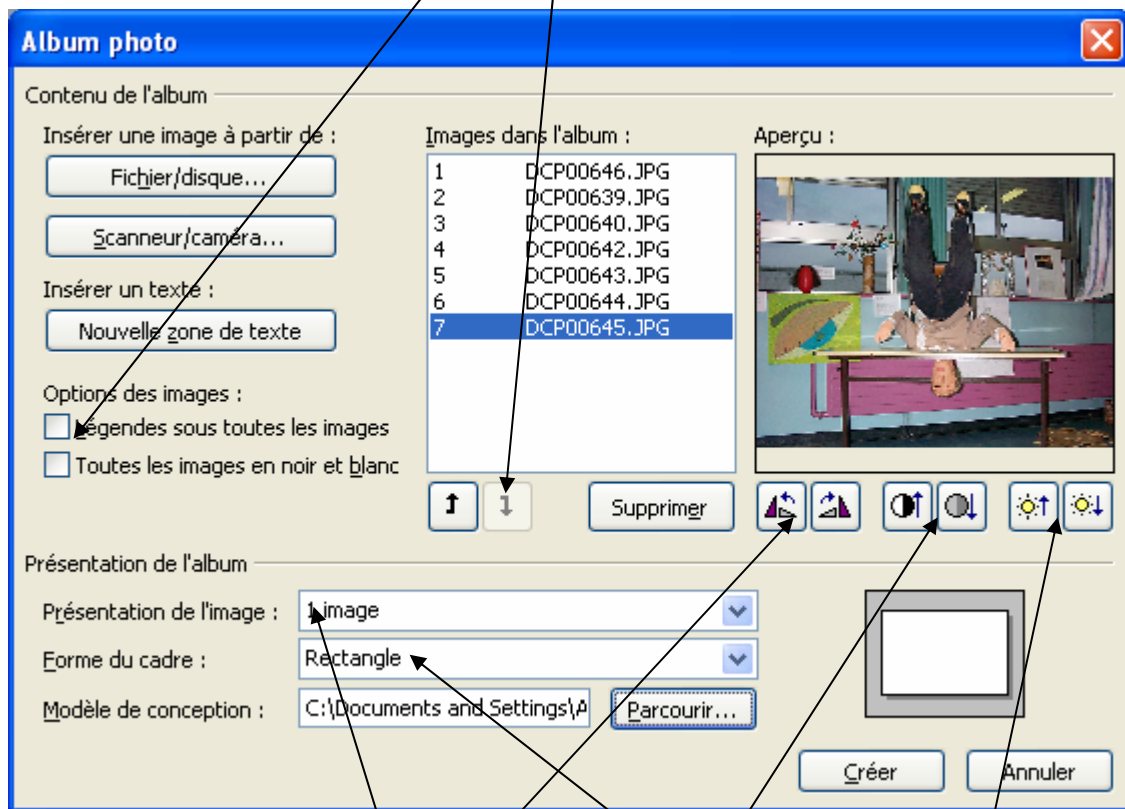 Album photo
Contenu de l'album
Insérer une image à partir de :
Fichier/disque...
Scanneur/caméra...
Insérer un texte :
Nouvelle zone de texte
Options des images :
Légendes sous toutes les images
Toutes les images en noir et blanc
Images dans l'album :
1 DCP00646.JPG
2 DCP00639.JPG
3 DCP00640.JPG
4 DCP00642.JPG
5 DCP00643.JPG
6 DCP00644.JPG
7 DCP00645.JPG
Supprimer
Aperçu :
Présentation de l'album
Présentation de l'image : 1 image
Forme du cadre : Rectangle
Modèle de conception : C:\Documents and Settings\A Parcourir...
Créer Annuler